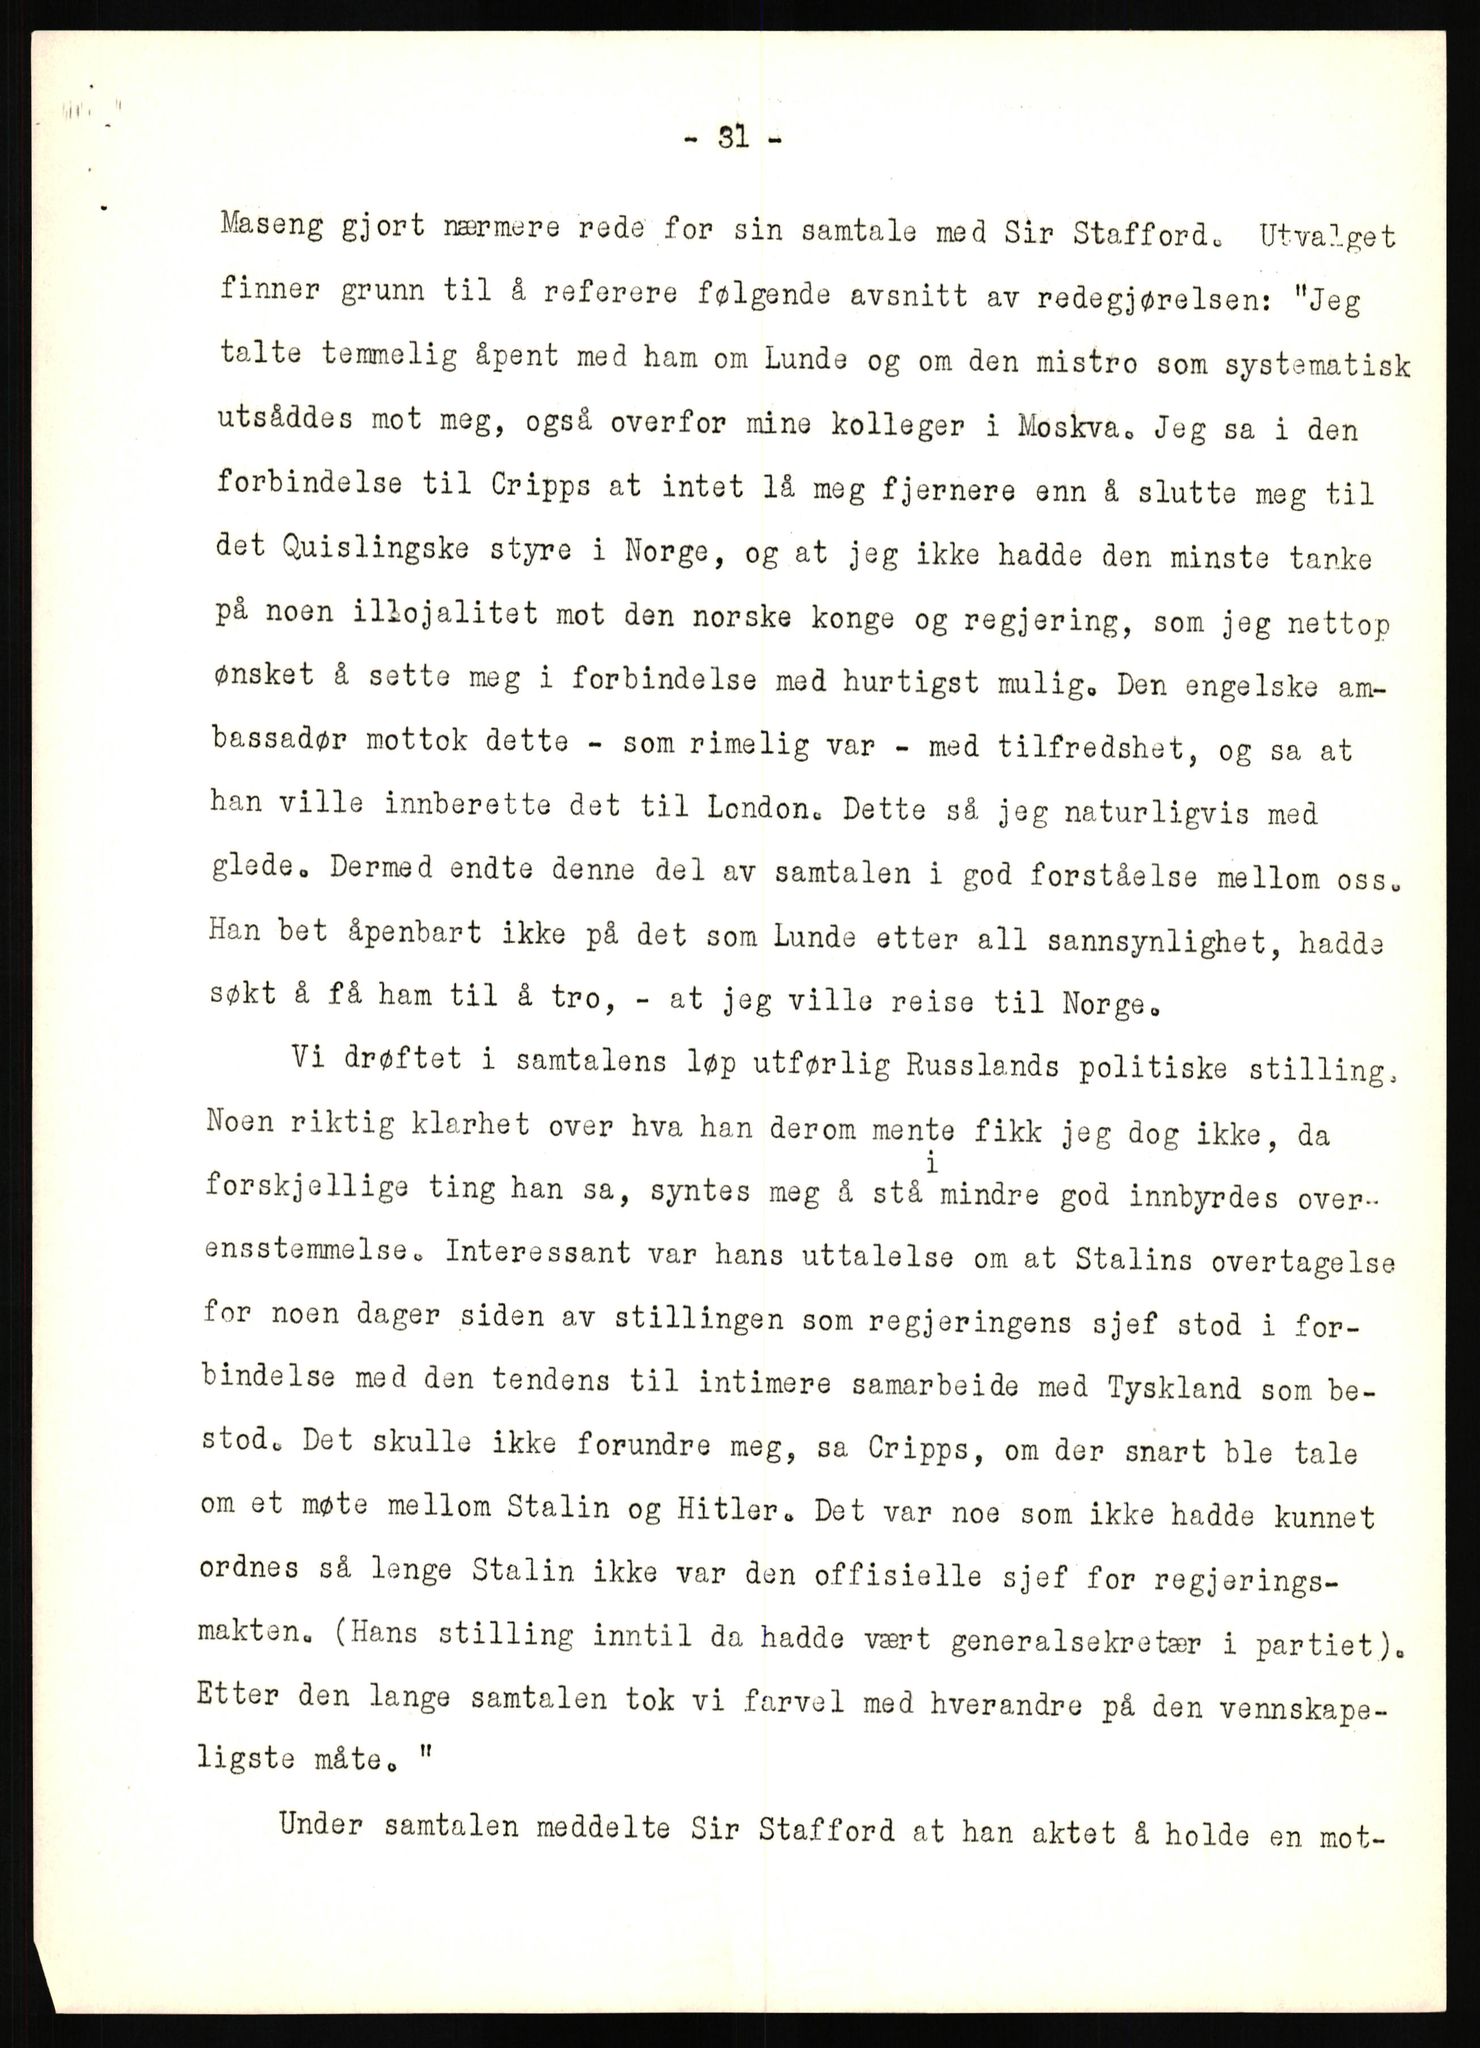 - 31 -
Maseng gjort nærmere rede for sin samtale med Sir Stafford. Utvalget
finner grunn til å referere følgende avsnitt av redegjørelsen: "Jeg
talte temmelig åpent med ham om Lunde og om den mistro som systematisk
utsåddes mot meg, også overfor mine kolleger i Moskva. Jeg sa i den
forbindelse til Cripps at intet lå meg fjernere enn å slutte meg til
det Quislingske styre i Norge, og at jeg ikke hadde den minste tanke
på noen illojalitet mot den norske konge og regjering, som jeg nettop
ønsket å sette meg i forbindelse med hurtigst mulig. Den engelske am-
bassadør mottok dette - som rimelig var - med tilfredshet, og sa at
han ville innberette det til London. Dette så jeg naturligvis med
glede. Dermed endte denne del av samtalen i god forståelse mellom oss.
Han bet åpenbart ikke på det som Lunde etter all sannsynlighet, hadde
søkt å få ham til å tro, - at jeg ville reise til Norge.
Vi drøftet i samtalens løp utførlig Russlands politiske stilling.
Noen riktig klarhet over hva han derom mente fikk jeg dog ikke, da
forskjellige ting han sa, syntes meg å stå i mindre god innbyrdes over-
ensstemmelse. Interessant var hans uttalelse om at Stalins overtagelse
for noen dager siden av stillingen som regjeringens sjef stod i for-
bindelse med den tendens til intimere samarbeide med Tyskland som be-
stod. Det skulle ikke forundre meg, sa Cripps, om der snart ble tale
om et møte mellom Stalin og Hitler. Det var noe som ikke hadde kunnet
ordnes så lenge Stalin ikke var den offisielle sjef for regjerings-
makten. (Hans stilling inntil da hadde vært generalsekretær i partiet).
Etter den lange samtalen tok vi farvel med hverandre på den vennskape-
ligste måte. "
Under samtalen meddelte Sir Stafford at han aktet å holde en mot-